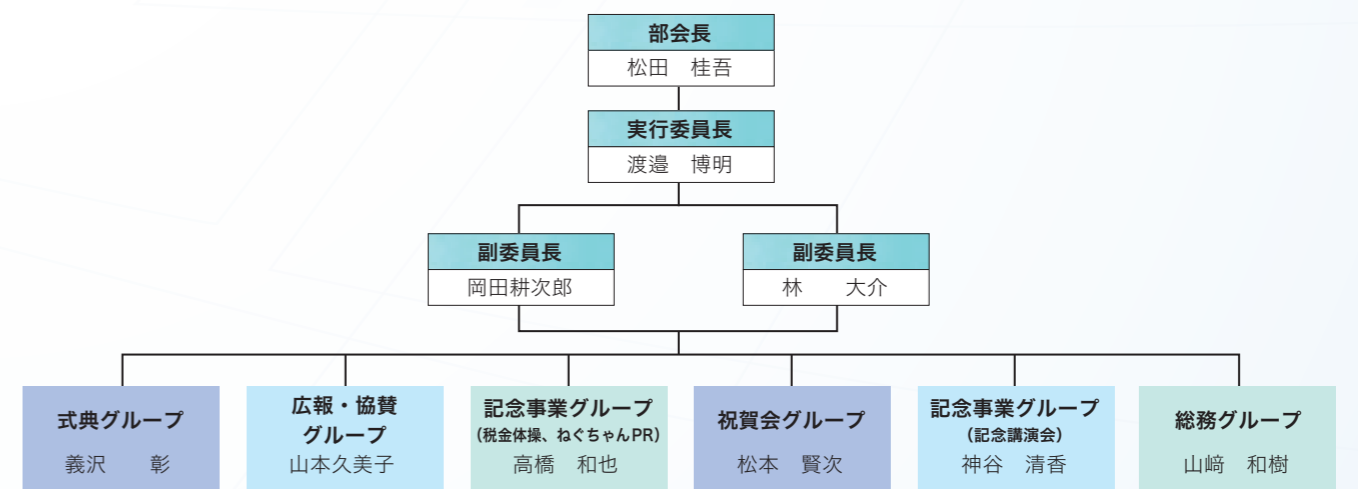 部会長
松田　桂吾
実行委員長
渡邉　博明
副委員長
岡田耕次郎
副委員長
林　　大介
式典グループ
義沢　　彰
広報・協賛
グループ
山本久美子
記念事業グループ
(税金体操、ねぐちゃんPR)
高橋　和也
祝賀会グループ
松本　賢次
記念事業グループ
(記念講演会)
神谷　清香
総務グループ
山﨑　和樹